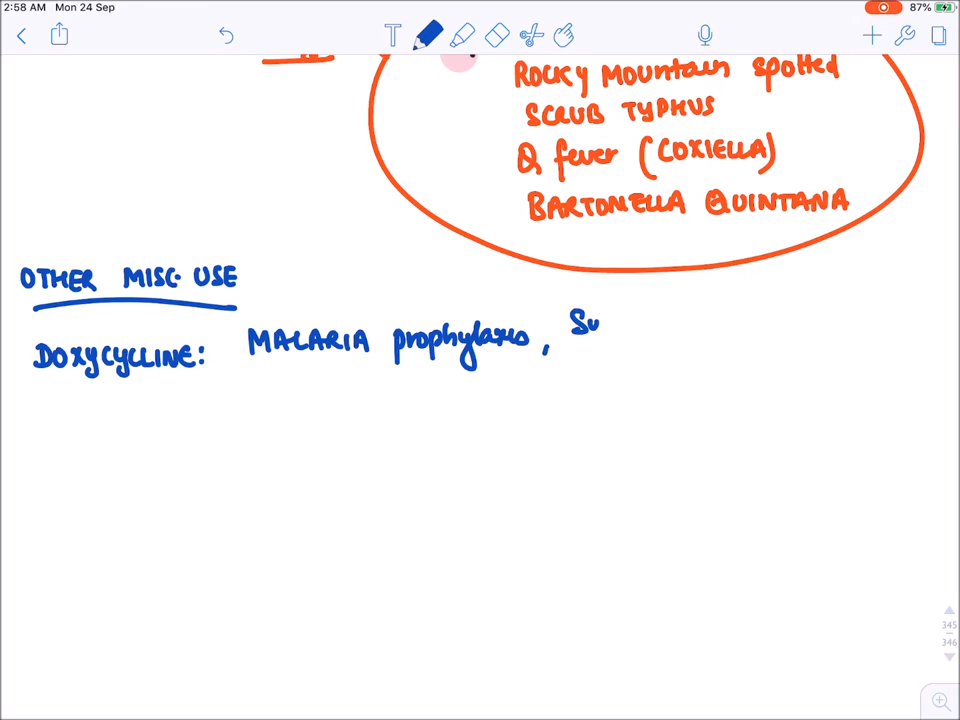 2:58 AM Mon 24 Sep 87%
T
ROCKY MOUNTAIN SPOTTED
SCRUB TYPHUS
Q fever (COXIELLA)
BARTONELLA QUINTANA
OTHER MISC. USE
DOXYCYCLINE: MALARIA prophylaxis, Su
345
346